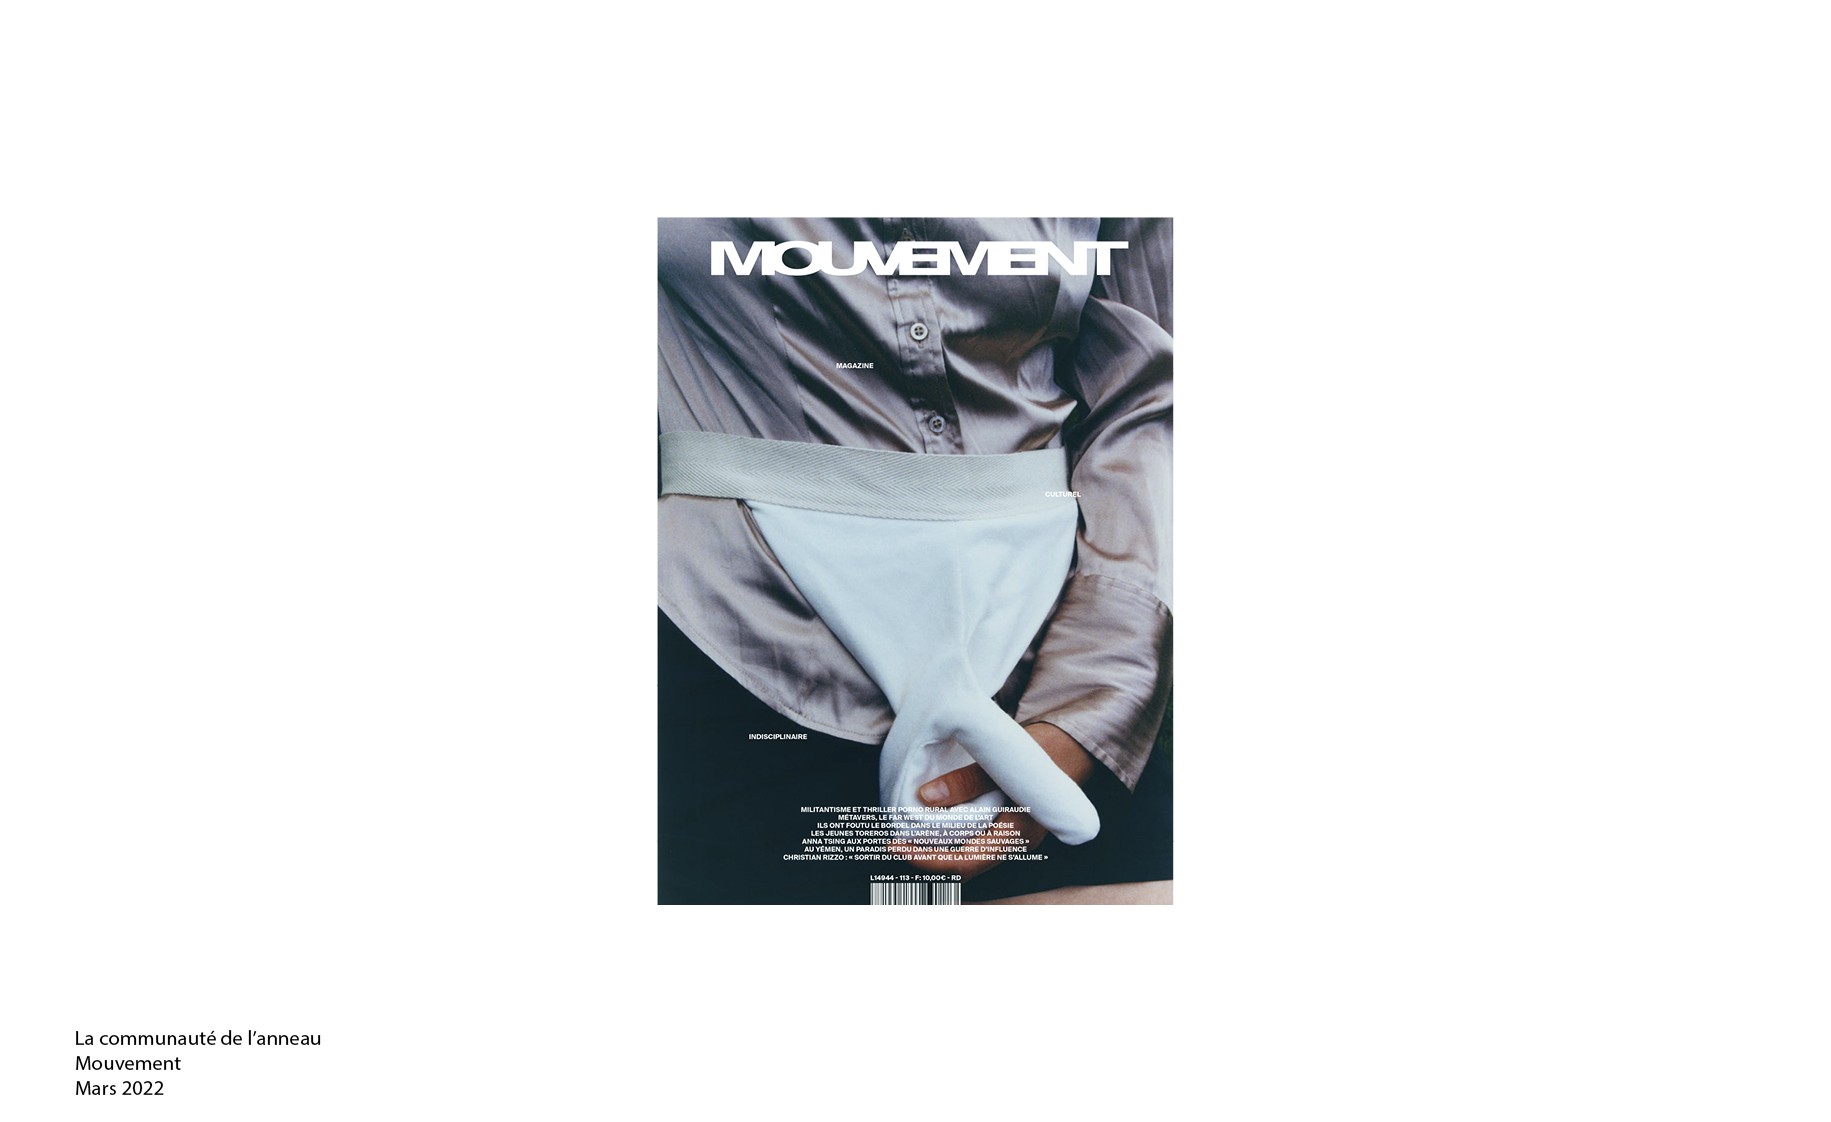 MOUVEMENT
MAGAZINE
CULTUREL
INDISCIPLINAIRE
MILITANTISME ET THRILLER PORNO RURAL AVEC ALAIN GUIRAUDIE
MÉTAVERS, LE FAR WEST DU MONDE DE L'ART
ILS ONT FOUTU LE BORDEL DANS LE MILIEU DE LA POÉSIE
LES JEUNES TOREROS DANS L'ARÈNE, À CORPS OU À RAISON
ANNA TSING AUX PORTES DES « NOUVEAUX MONDES SAUVAGES »
AU YÉMEN, UN PARADIS PERDU DANS UNE GUERRE D'INFLUENCE
CHRISTIAN RIZZO : « SORTIR DU CLUB AVANT QUE LA LUMIÈRE NE S'ALLUME »
L14944 - 113 - F: 10,00€ - RD
La communauté de l’anneau
Mouvement
Mars 2022